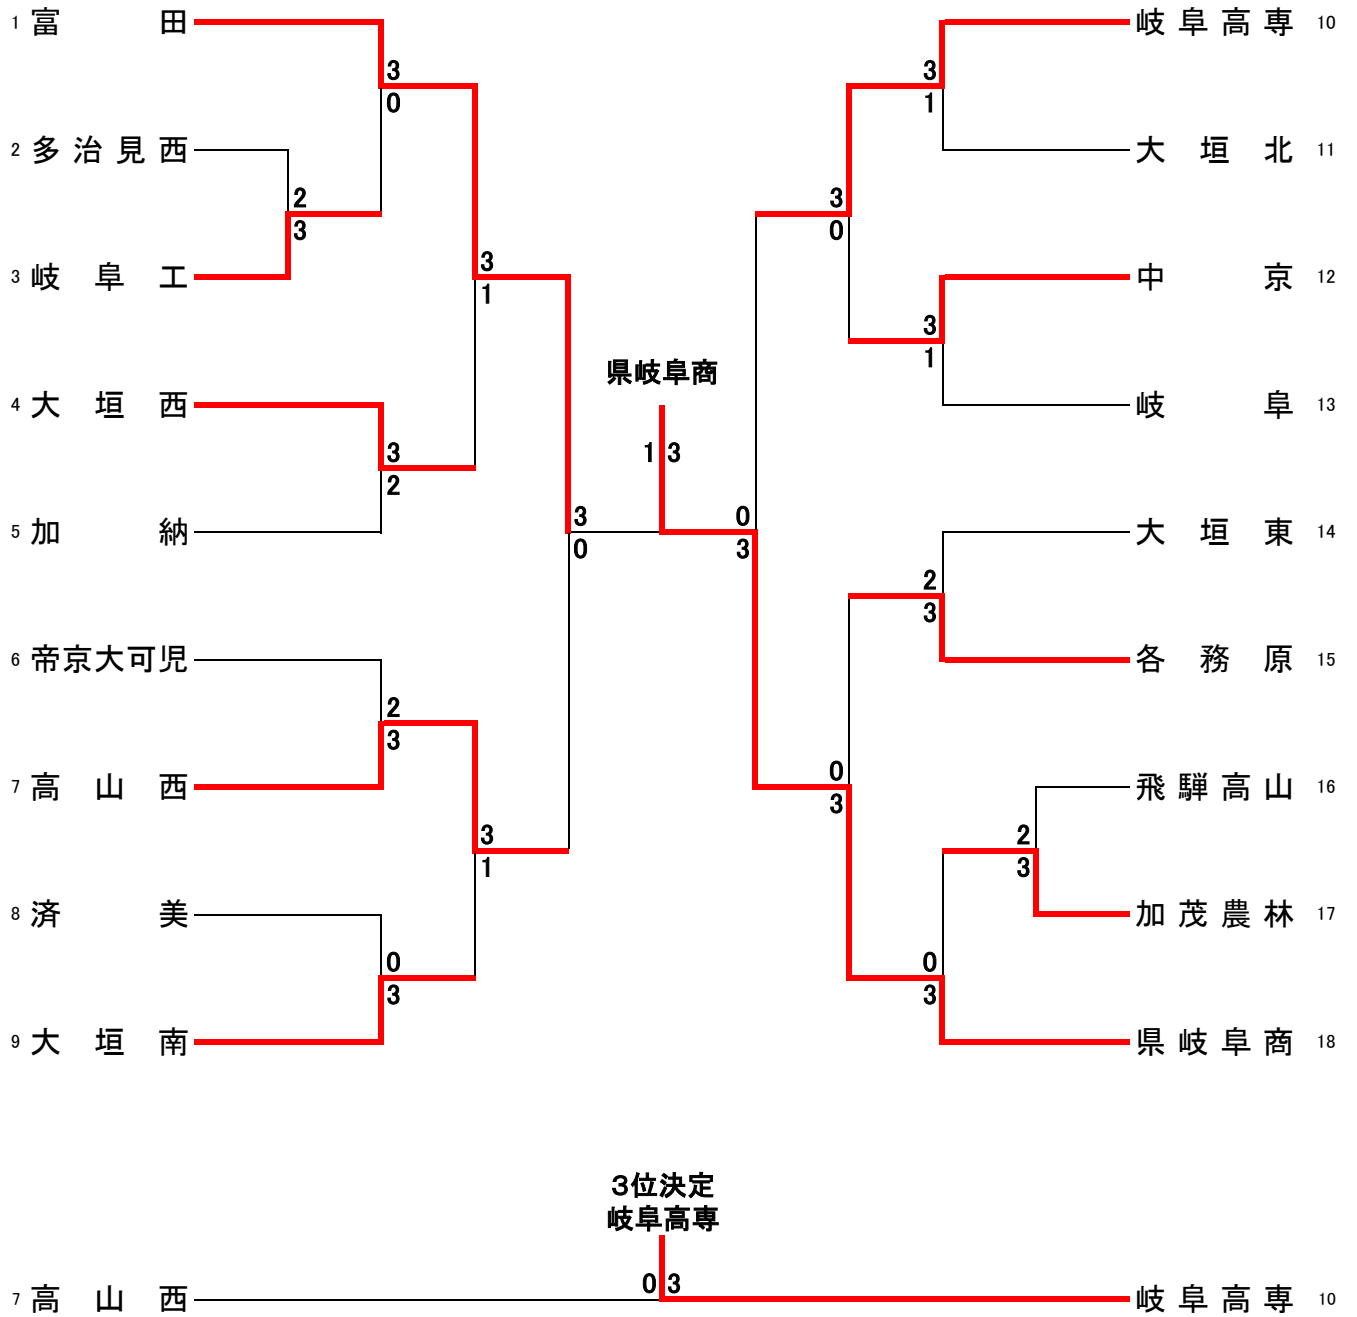 1 富田
3
0
2 多治見西
2
3
3 岐阜工
3
1
4 大垣西
3
2
5 加納
3
0
6 帝京大可児
2
3
7 高山西
3
1
8 済美
0
3
9 大垣南
県岐阜商
1 3
岐阜高専 10
3
1
大垣北 11
3
0
中京 12
3
1
岐阜 13
0
3
大垣東 14
2
3
各務原 15
0
3
飛騨高山 16
2
3
加茂農林 17
0
3
県岐阜商 18
3位決定
岐阜高専
0 3
7 高山西
岐阜高専 10